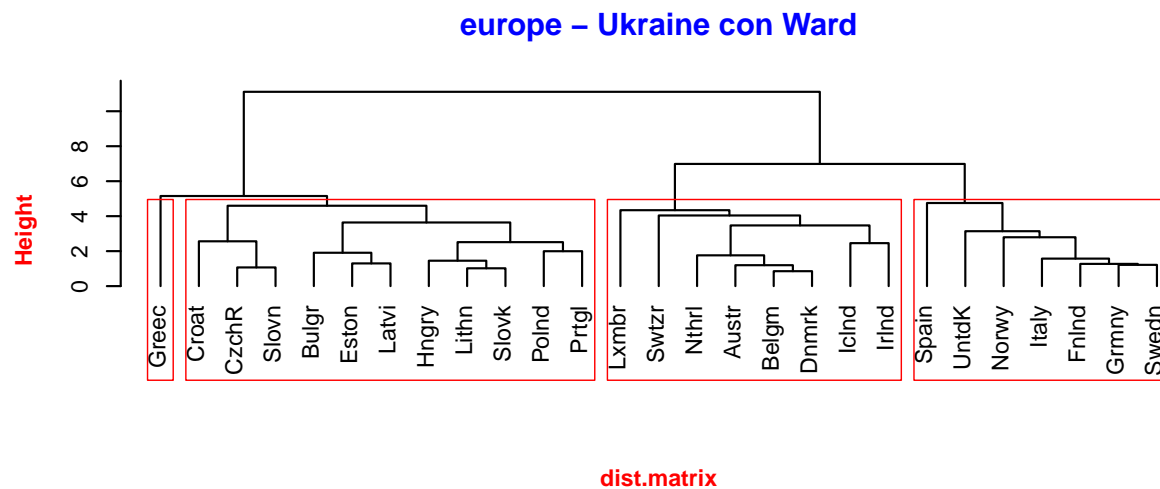 europe – Ukraine con Ward
Height
0 2 4 6 8
Greec
Croat
CzchR
Slovn
Bulgr
Eston
Latvi
Hngry
Lithn
Slovk
Polnd
Prtgl
Lxmbr
Swtzr
Nthrl
Austr
Belgm
Dnmrk
Iclnd
Irlnd
Spain
UntdK
Norwy
Italy
Fnlnd
Grmny
Swedn
dist.matrix